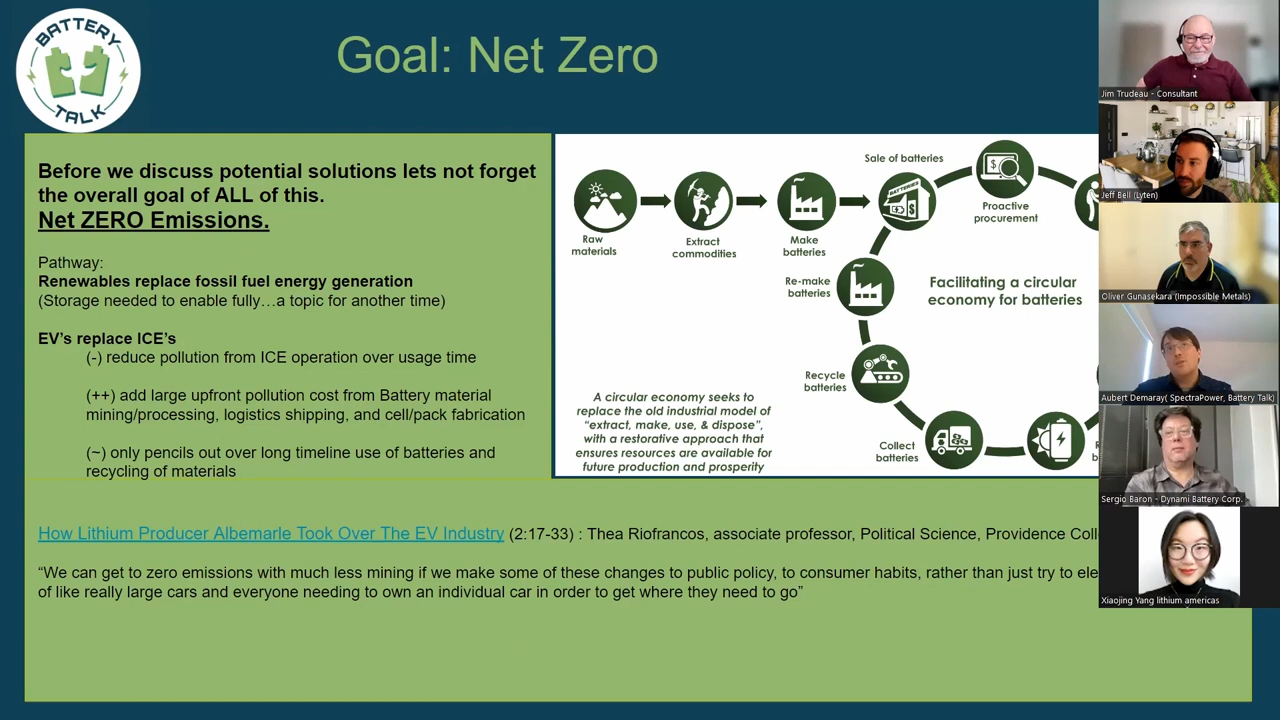 BATTERY
TALK
Goal: Net Zero
Before we discuss potential solutions lets not forget
the overall goal of ALL of this.
Net ZERO Emissions.
Pathway:
Renewables replace fossil fuel energy generation
(Storage needed to enable fully…a topic for another time)
EV’s replace ICE’s
(-) reduce pollution from ICE operation over usage time
(++) add large upfront pollution cost from Battery material
mining/processing, logistics shipping, and cell/pack fabrication
(~) only pencils out over long timeline use of batteries and
recycling of materials
Raw
materials
Extract
commodities
Make
batteries
Sale of batteries
BATTERIES
Proactive
procurement
Re-make
batteries
Facilitating a circular
economy for batteries
Recycle
batteries
Collect
batteries
A circular economy seeks to
replace the old industrial model of
“extract, make, use, & dispose”,
with a restorative approach that
ensures resources are available for
future production and prosperity
How Lithium Producer Albemarle Took Over The EV Industry (2:17-33) : Thea Riofrancos, associate professor, Political Science, Providence
“We can get to zero emissions with much less mining if we make some of these changes to public policy, to consumer habits, rather than just try to
of like really large cars and everyone needing to own an individual car in order to get where they need to go”
Jim Trudeau - Consultant
Jeff Bell (Lyten)
Oliver Gunasekara (Impossible Metals)
Aubert Demaray( SpectraPower, Battery Talk)
Sergio Baron - Dynami Battery Corp.
Xiaojing Yang lithium americas